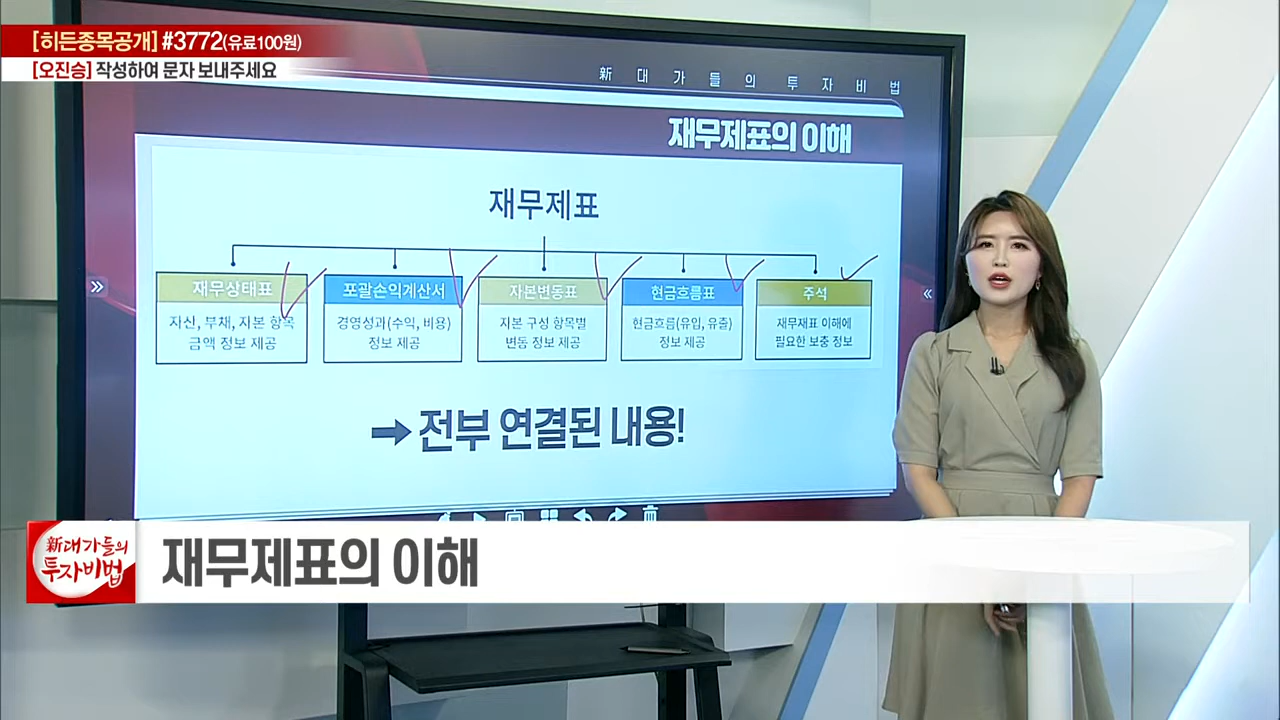 [히든종목공개] #3772(유료100원)
[오진승] 작성하여 문자 보내주세요
新 대가들의 투자비법
재무제표의 이해
재무제표
재무상태표
자산, 부채, 자본 항목
금액 정보 제공
포괄손익계산서
경영성과(수익, 비용)
정보 제공
자본변동표
자본 구성 항목별
변동 정보 제공
현금흐름표
현금흐름(유입, 유출)
정보 제공
주석
재무재표 이해에
필요한 보충 정보
➡ 전부 연결된 내용!
新대가들의
투자비법
재무제표의 이해